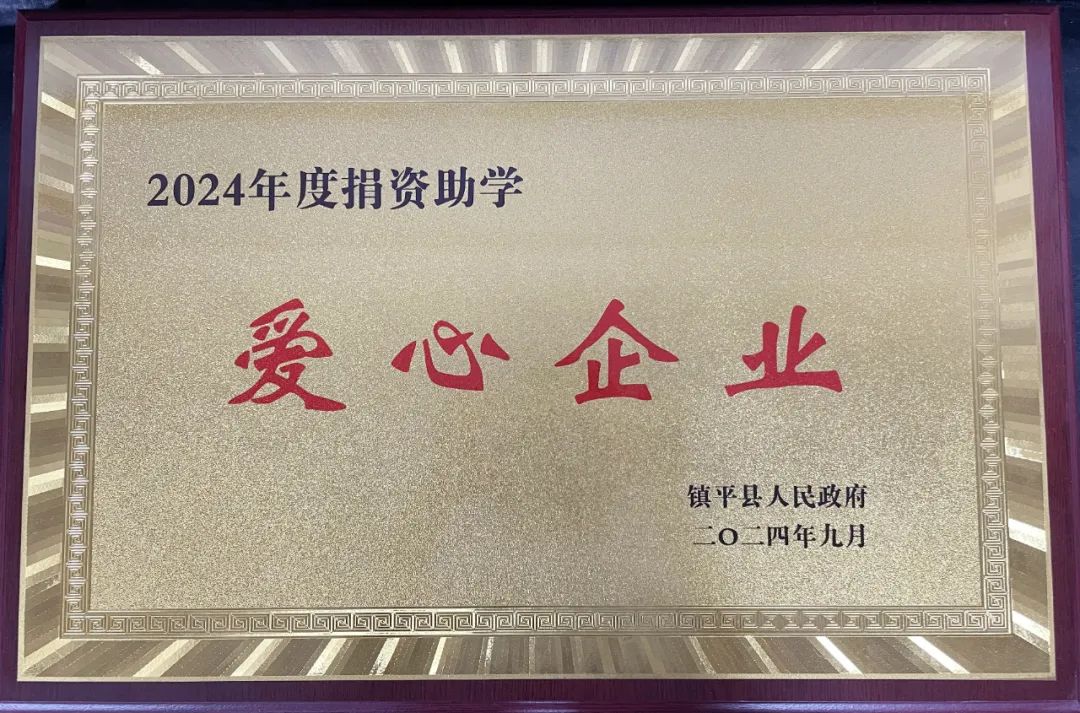 2024年度捐资助学
爱心企业
镇平县人民政府
二〇二四年九月